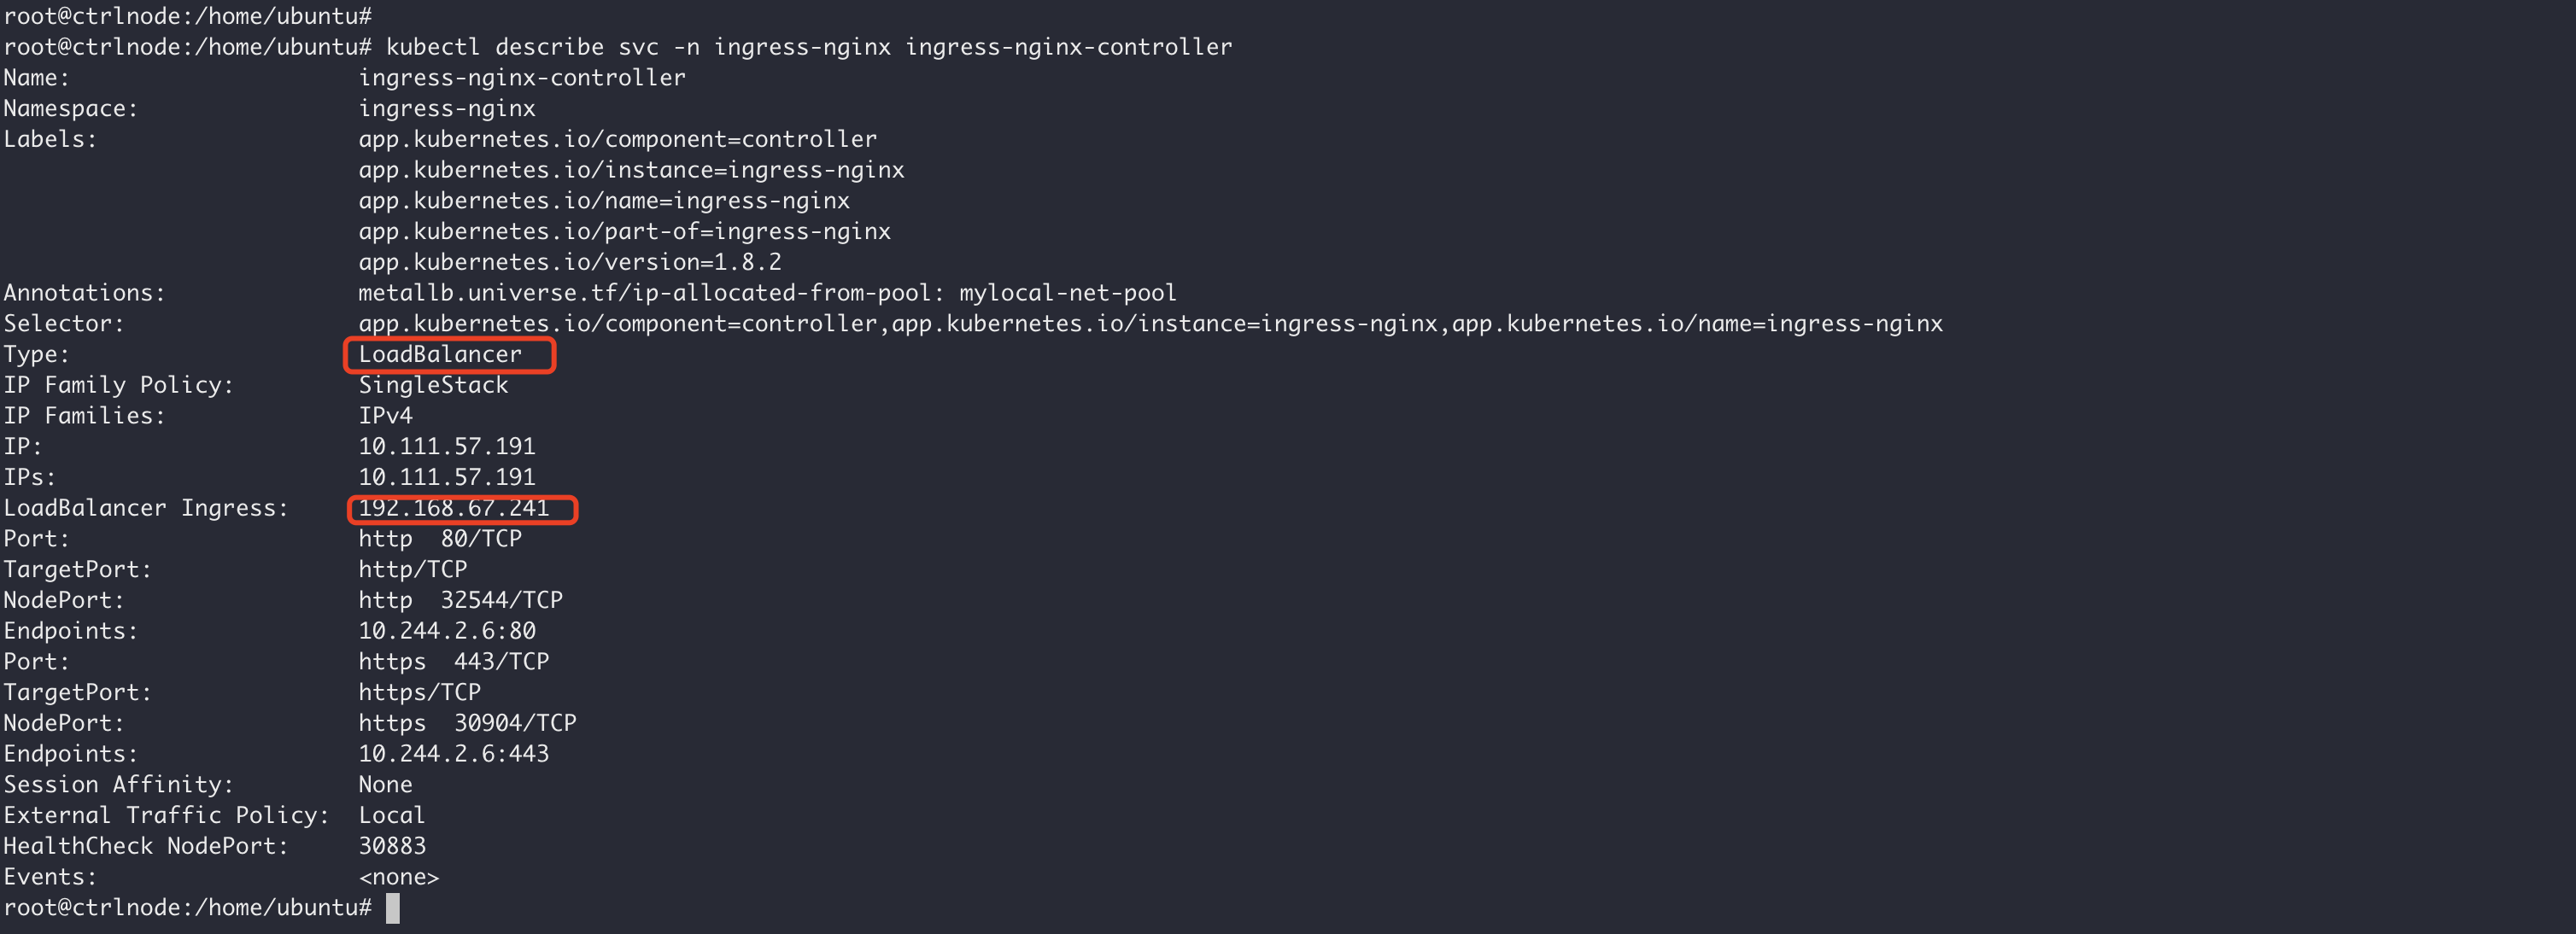 root@ctrlnode:/home/ubuntu#
root@ctrlnode:/home/ubuntu# kubectl describe svc -n ingress-nginx ingress-nginx-controller
Name: ingress-nginx-controller
Namespace: ingress-nginx
Labels: app.kubernetes.io/component=controller
app.kubernetes.io/instance=ingress-nginx
app.kubernetes.io/name=ingress-nginx
app.kubernetes.io/part-of=ingress-nginx
app.kubernetes.io/version=1.8.2
Annotations: metallb.universe.tf/ip-allocated-from-pool: mylocal-net-pool
Selector: app.kubernetes.io/component=controller,app.kubernetes.io/instance=ingress-nginx,app.kubernetes.io/name=ingress-nginx
Type: LoadBalancer
IP Family Policy: SingleStack
IP Families: IPv4
IP: 10.111.57.191
IPs: 10.111.57.191
LoadBalancer Ingress: 192.168.67.241
Port: http 80/TCP
TargetPort: http/TCP
NodePort: http 32544/TCP
Endpoints: 10.244.2.6:80
Port: https 443/TCP
TargetPort: https/TCP
NodePort: https 30904/TCP
Endpoints: 10.244.2.6:443
Session Affinity: None
External Traffic Policy: Local
HealthCheck NodePort: 30883
Events: <none>
root@ctrlnode:/home/ubuntu#